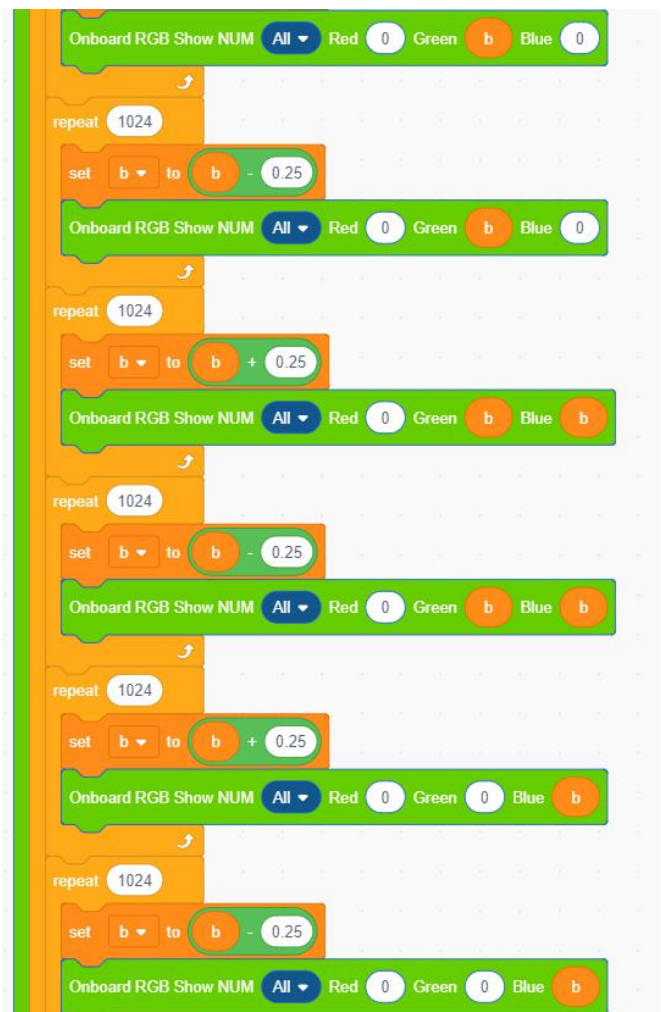 Onboard RGB Show NUM All Red 0 Green b Blue 0
repeat 1024
set b to b - 0.25
Onboard RGB Show NUM All Red 0 Green b Blue 0
repeat 1024
set b to b + 0.25
Onboard RGB Show NUM All Red 0 Green b Blue b
repeat 1024
set b to b - 0.25
Onboard RGB Show NUM All Red 0 Green b Blue b
repeat 1024
set b to b + 0.25
Onboard RGB Show NUM All Red 0 Green 0 Blue b
repeat 1024
set b to b - 0.25
Onboard RGB Show NUM All Red 0 Green 0 Blue b